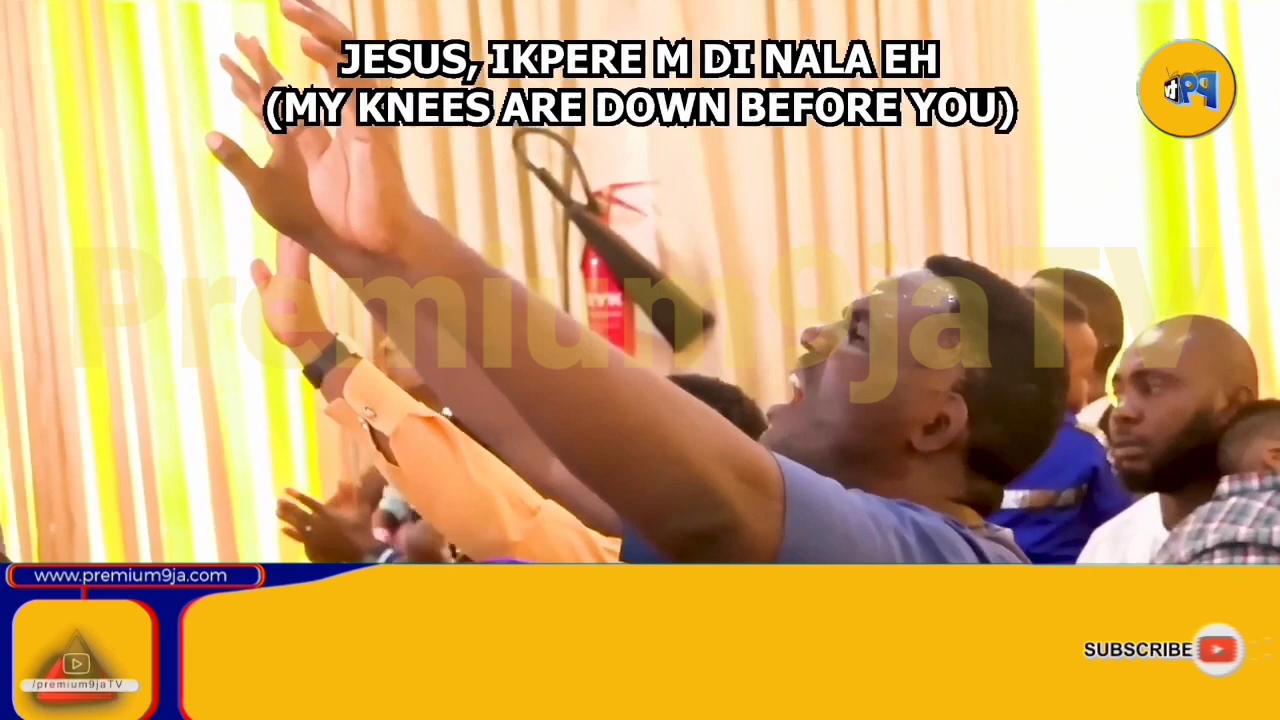 JESUS, IKPERE M DI NALA EH
(MY KNEES ARE DOWN BEFORE YOU)
Premium9jaTV
www.premium9ja.com
/premium9jaTV
SUBSCRIBE